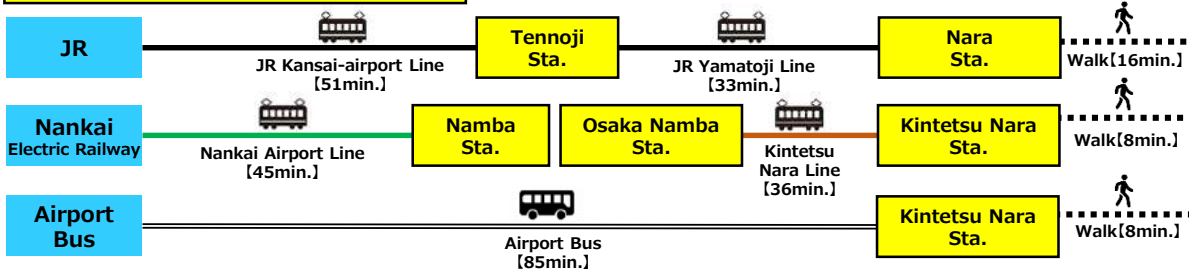 JR
JR Kansai-airport Line
【51min.】
Tennoji
Sta.
JR Yamatoji Line
【33min.】
Nara
Sta.
Walk【16min.】
Nankai
Electric Railway
Nankai Airport Line
【45min.】
Namba
Sta.
Osaka Namba
Sta.
Kintetsu
Nara Line
【36min.】
Kintetsu Nara
Sta.
Walk【8min.】
Airport
Bus
Airport Bus
【85min.】
Kintetsu Nara
Sta.
Walk【8min.】